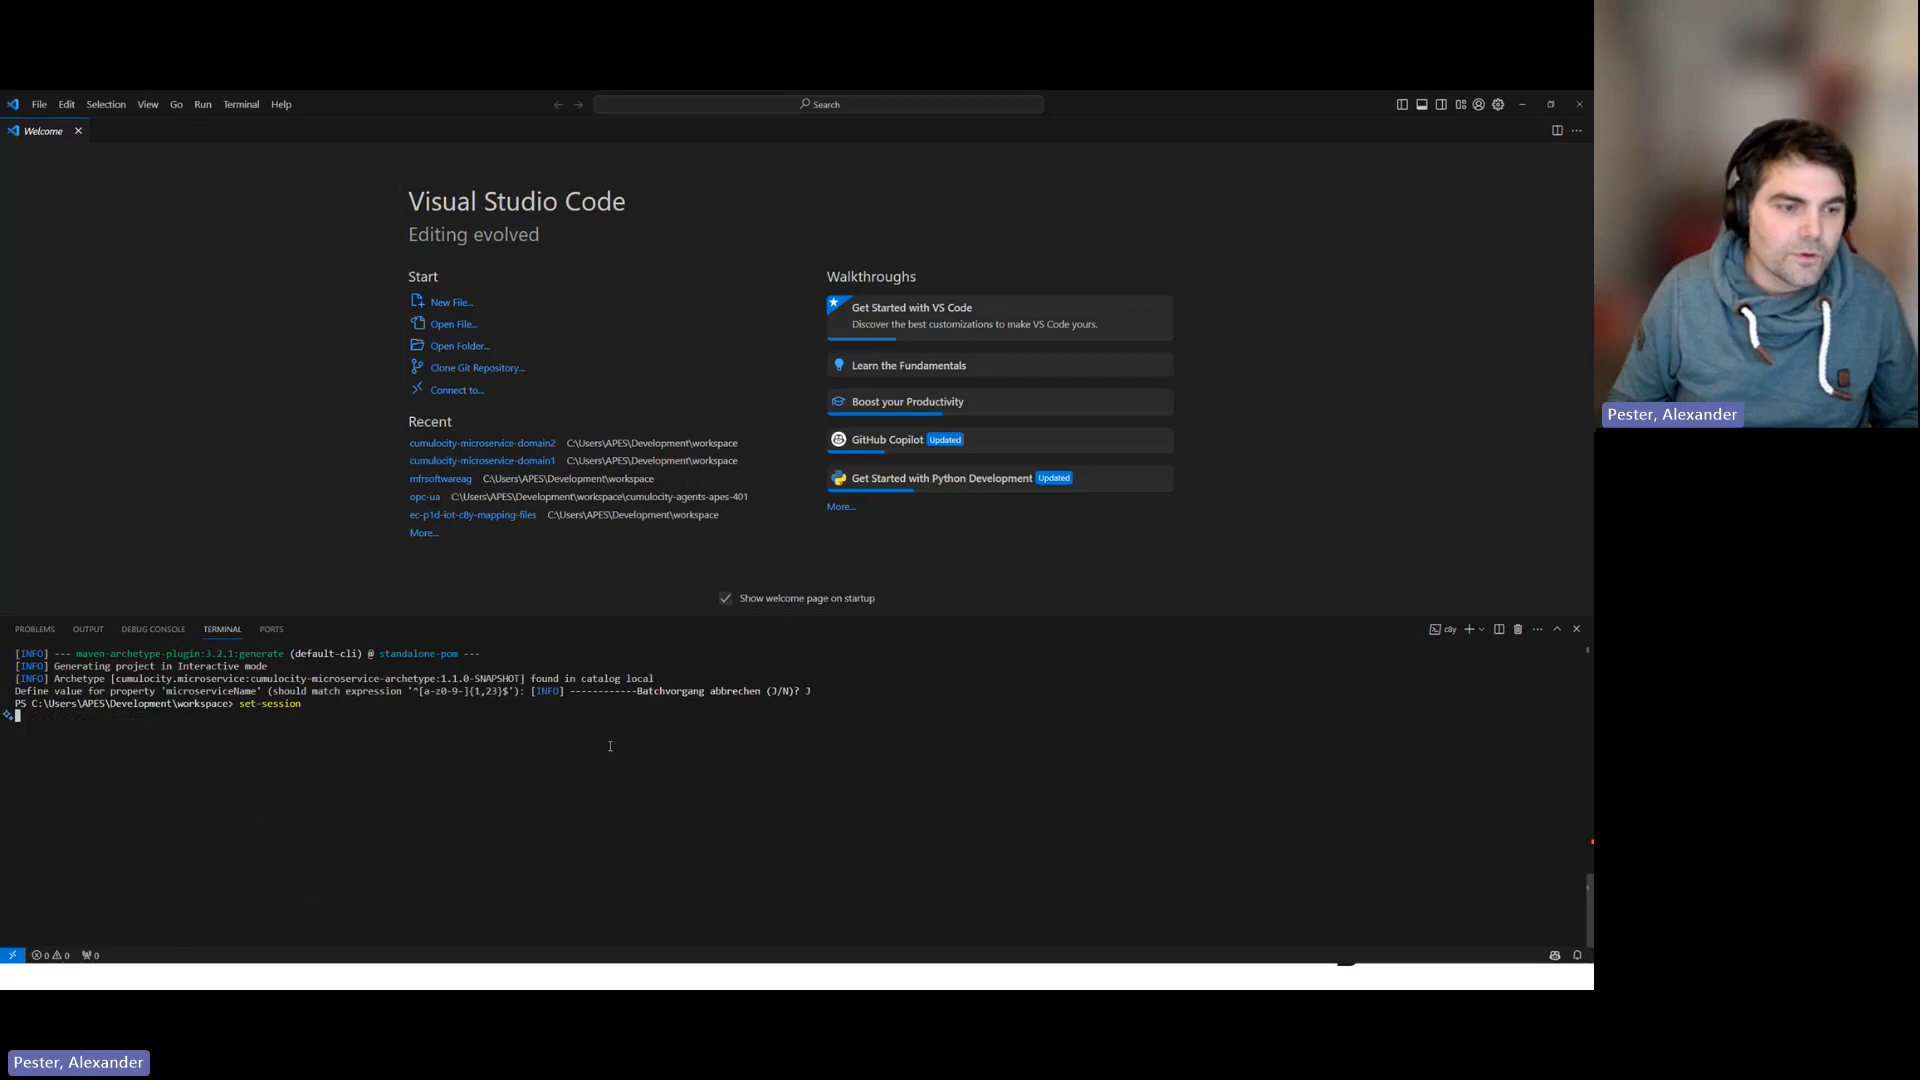 File Edit Selection View Go Run Terminal Help
Search
Welcome
Visual Studio Code
Editing evolved
Start
New File...
Open File...
Open Folder...
Clone Git Repository...
Connect to...
Recent
cumulocity-microservice-domain2 C:\Users\APES\Development\workspace
cumulocity-microservice-domain1 C:\Users\APES\Development\workspace
mfrsoftwareag C:\Users\APES\Development\workspace
opc-ua C:\Users\APES\Development\workspace\cumulocity-agents-apes-401
ec-p1d-iot-c8y-mapping-files C:\Users\APES\Development\workspace
More...
Walkthroughs
Get Started with VS Code
Discover the best customizations to make VS Code yours.
Learn the Fundamentals
Boost your Productivity
GitHub Copilot Updated
Get Started with Python Development Updated
More...
Show welcome page on startup
PROBLEMS OUTPUT DEBUG CONSOLE TERMINAL PORTS
c8y
[INFO] --- maven-archetype-plugin:3.2.1:generate (default-cli) @ standalone-pom ---
[INFO] Generating project in Interactive mode
[INFO] Archetype [cumulocity.microservice:cumulocity-microservice-archetype:1.1.0-SNAPSHOT] found in catalog local
Define value for property 'microserviceName' (should match expression '^[a-z0-9-]{1,23}$'): [INFO] ------------Batchvorgang abbrechen (J/N)? J
PS C:\Users\APES\Development\workspace> set-session
0 0 0
Pester, Alexander
Pester, Alexander